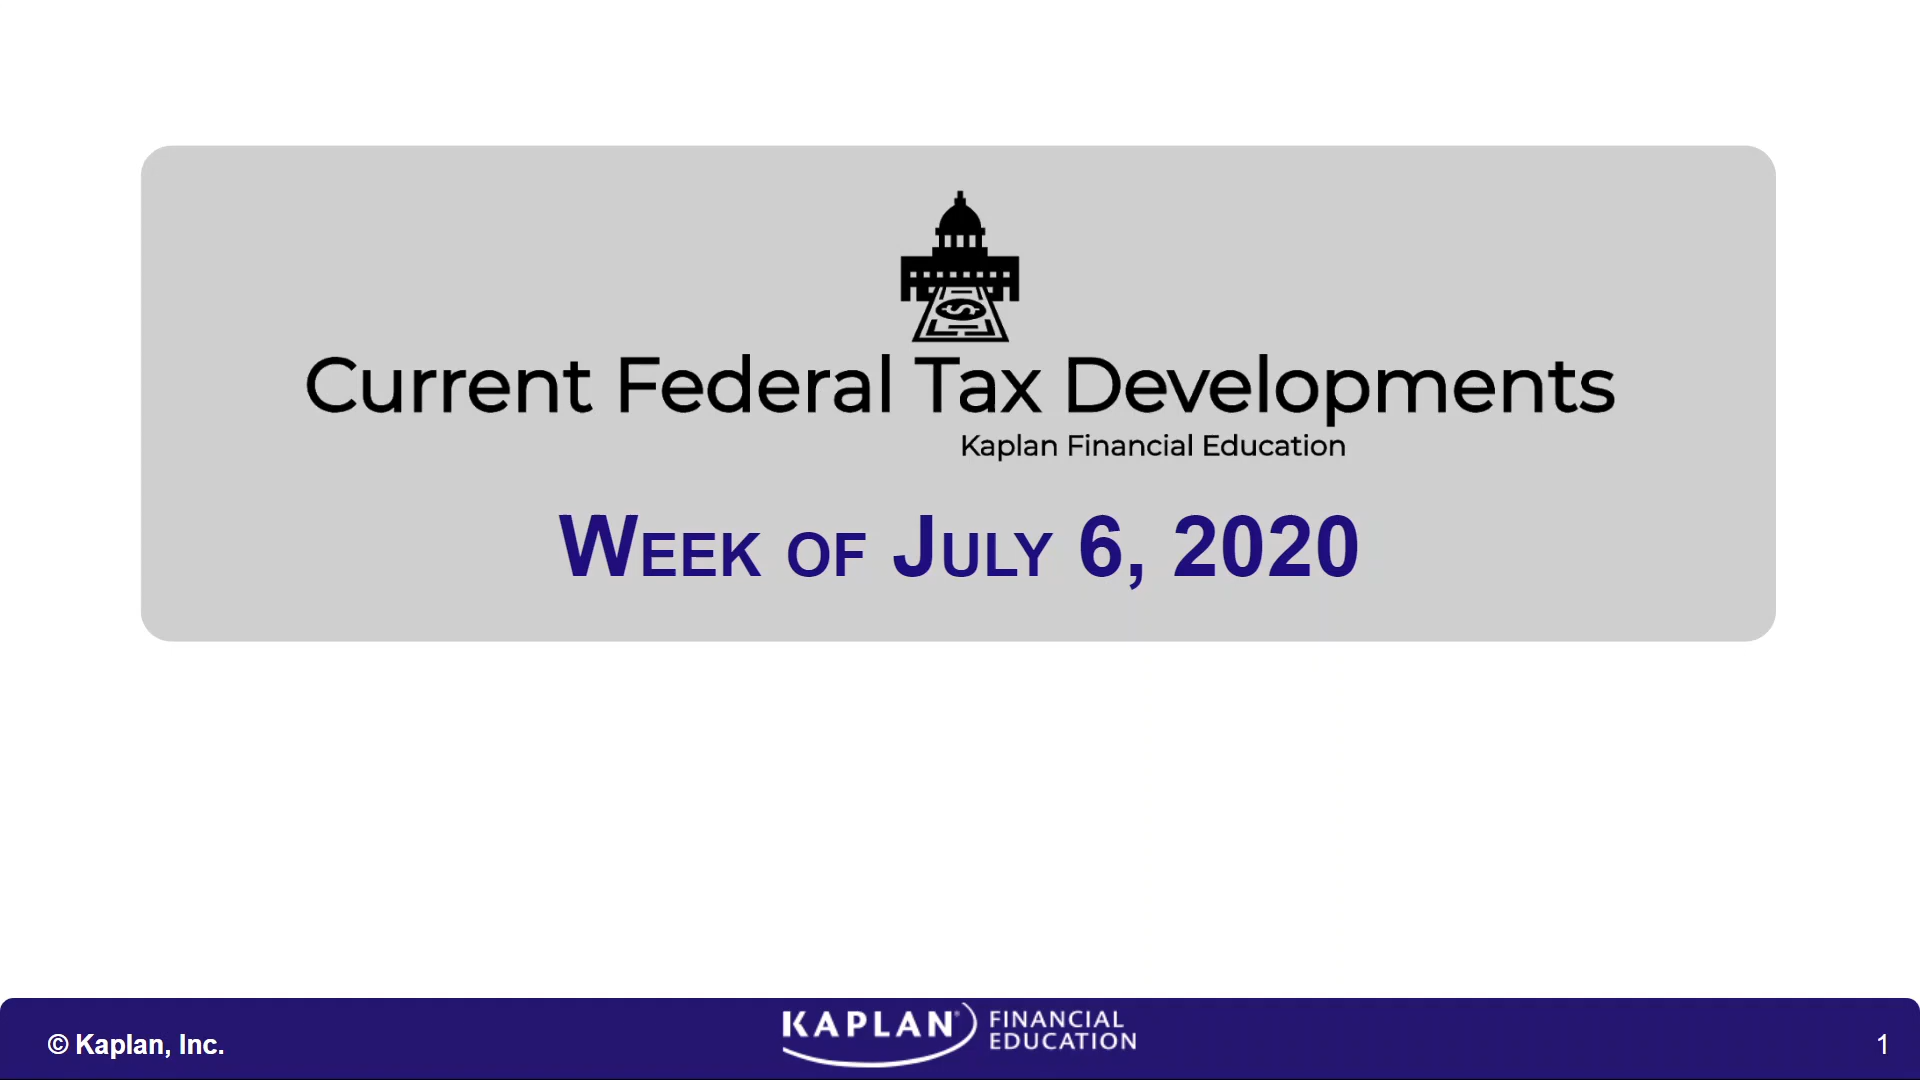 Current Federal Tax Developments
Kaplan Financial Education
WEEK OF JULY 6, 2020
© Kaplan, Inc.
KAPLAN® FINANCIAL
EDUCATION
1